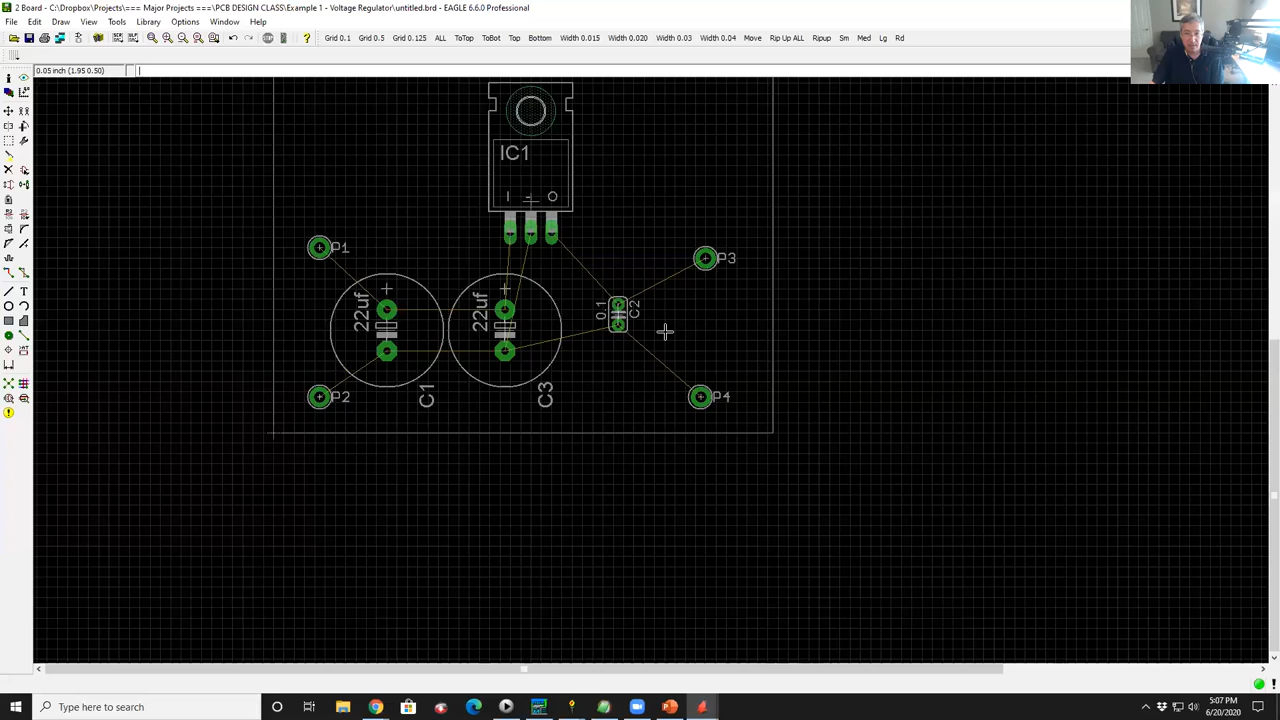 2 Board - C:\Dropbox\Projects\=== Major Projects ===\PCB DESIGN CLASS\Example 1 - Voltage Regulator\untitled.brd - EAGLE 6.6.0 Professional
File Edit Draw View Tools Library Options Window Help
Grid 0.1 Grid 0.5 Grid 0.125 ALL ToTop ToBot Top Bottom Width 0.015 Width 0.020 Width 0.03 Width 0.04 Move Rip Up ALL Ripup Sm Med Lg Rd
0.05 inch (1.95 0.50)
IC1
I - O
P1
P3
22uf
22uf
0.1
C2
P2
C1
C3
P4
Type here to search
5:07 PM
6/20/2020